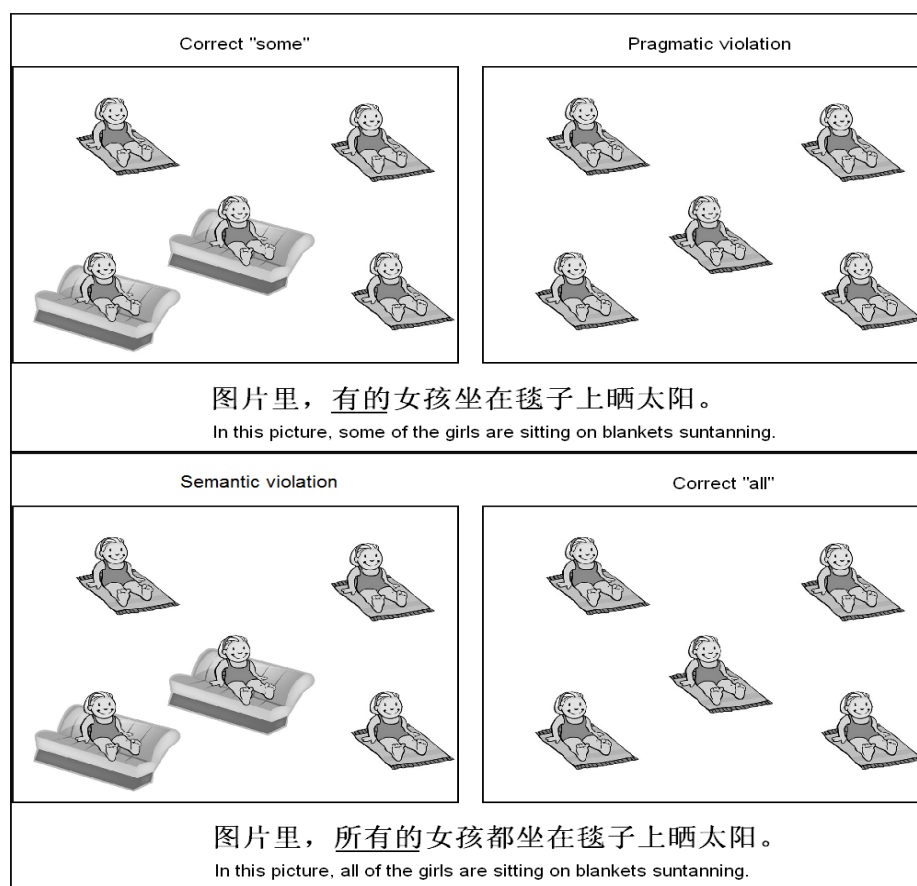 Correct "some"
Pragmatic violation
图片里，有的女孩坐在毯子上晒太阳。
In this picture, some of the girls are sitting on blankets suntanning.
Semantic violation
Correct "all"
图片里，所有的女孩都坐在毯子上晒太阳。
In this picture, all of the girls are sitting on blankets suntanning.